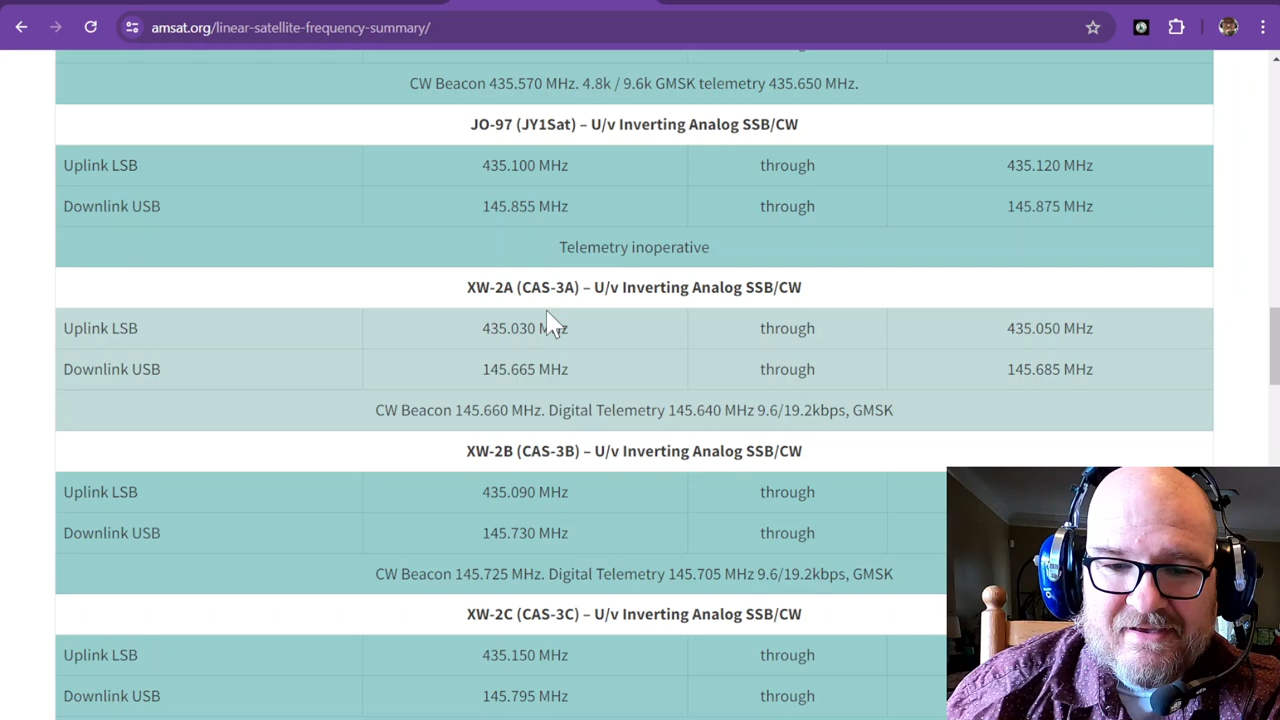 amsat.org/linear-satellite-frequency-summary/
CW Beacon 435.570 MHz. 4.8k / 9.6k GMSK telemetry 435.650 MHz.
JO-97 (JY1Sat) – U/v Inverting Analog SSB/CW
Uplink LSB 435.100 MHz through 435.120 MHz
Downlink USB 145.855 MHz through 145.875 MHz
Telemetry inoperative
XW-2A (CAS-3A) – U/v Inverting Analog SSB/CW
Uplink LSB 435.030 MHz through 435.050 MHz
Downlink USB 145.665 MHz through 145.685 MHz
CW Beacon 145.660 MHz. Digital Telemetry 145.640 MHz 9.6/19.2kbps, GMSK
XW-2B (CAS-3B) – U/v Inverting Analog SSB/CW
Uplink LSB 435.090 MHz through
Downlink USB 145.730 MHz through
CW Beacon 145.725 MHz. Digital Telemetry 145.705 MHz 9.6/19.2kbps, GMSK
XW-2C (CAS-3C) – U/v Inverting Analog SSB/CW
Uplink LSB 435.150 MHz through
Downlink USB 145.795 MHz through